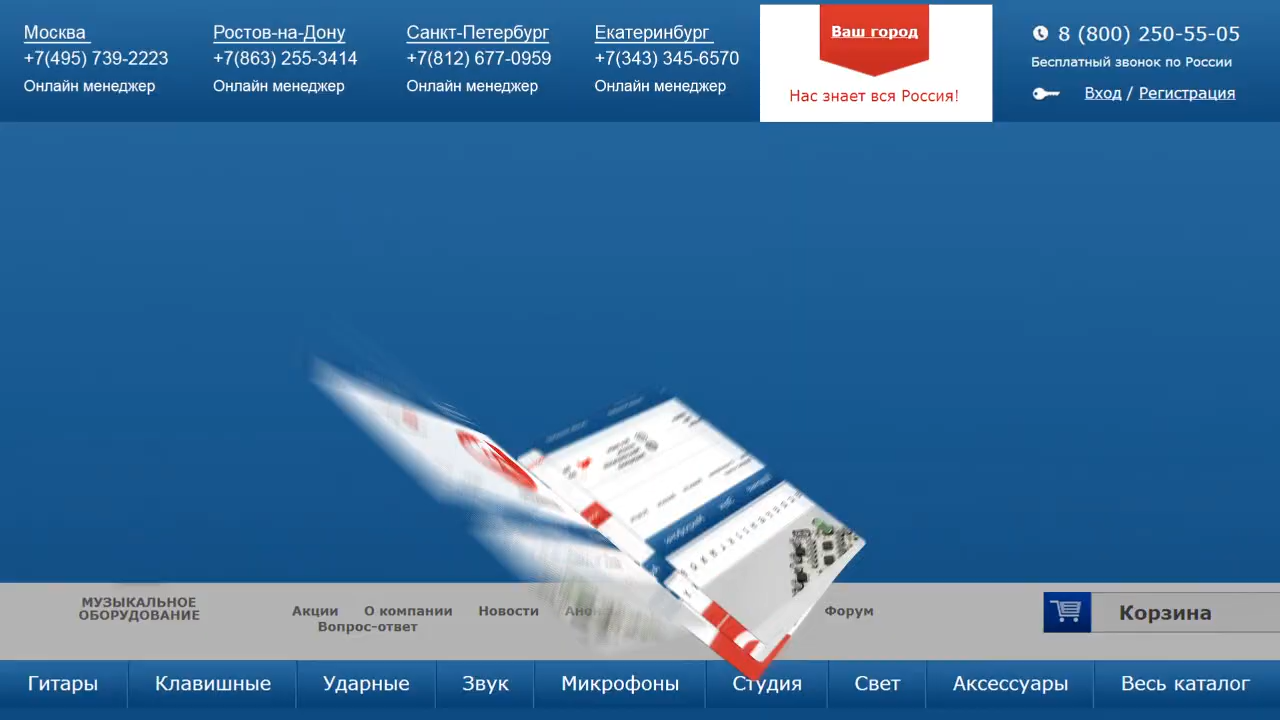 Москва
+7(495) 739-2223
Онлайн менеджер
Ростов-на-Дону
+7(863) 255-3414
Онлайн менеджер
Санкт-Петербург
+7(812) 677-0959
Онлайн менеджер
Екатеринбург
+7(343) 345-6570
Онлайн менеджер
Ваш город
Нас знает вся Россия!
8 (800) 250-55-05
Бесплатный звонок по России
Вход / Регистрация
МУЗЫКАЛЬНОЕ
ОБОРУДОВАНИЕ
Акции О компании Новости Форум
Вопрос-ответ
Корзина
Гитары Клавишные Ударные Звук Микрофоны Студия Свет Аксессуары Весь каталог